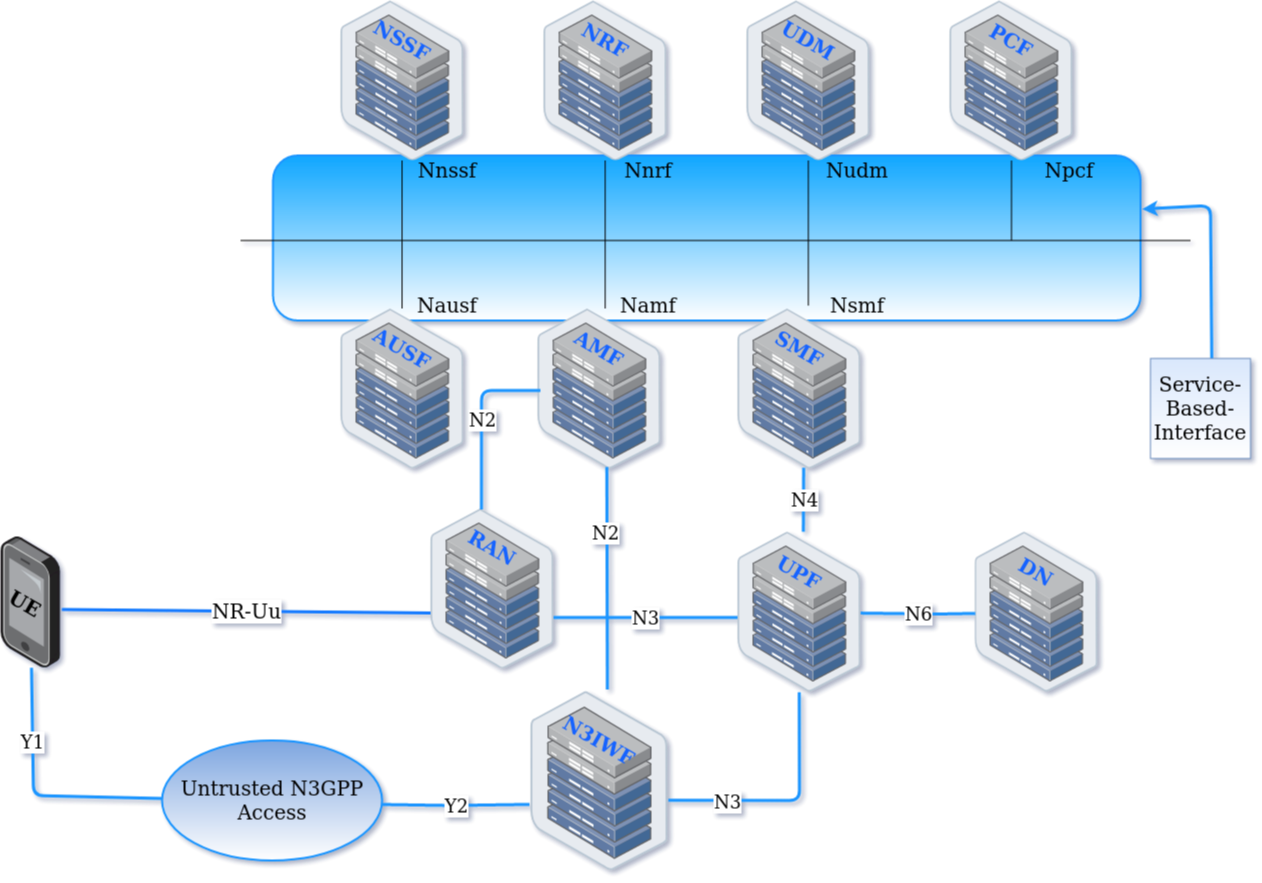 NSSF
NRF
UDM
PCF
Nnssf
Nnrf
Nudm
Npcf
Nausf
Namf
Nsmf
AUSF
AMF
SMF
Service-
Based-
Interface
N2
N4
N2
RAN
UPF
DN
UE
NR-Uu
N3
N6
N3IWF
Y1
Untrusted N3GPP
Access
Y2
N3